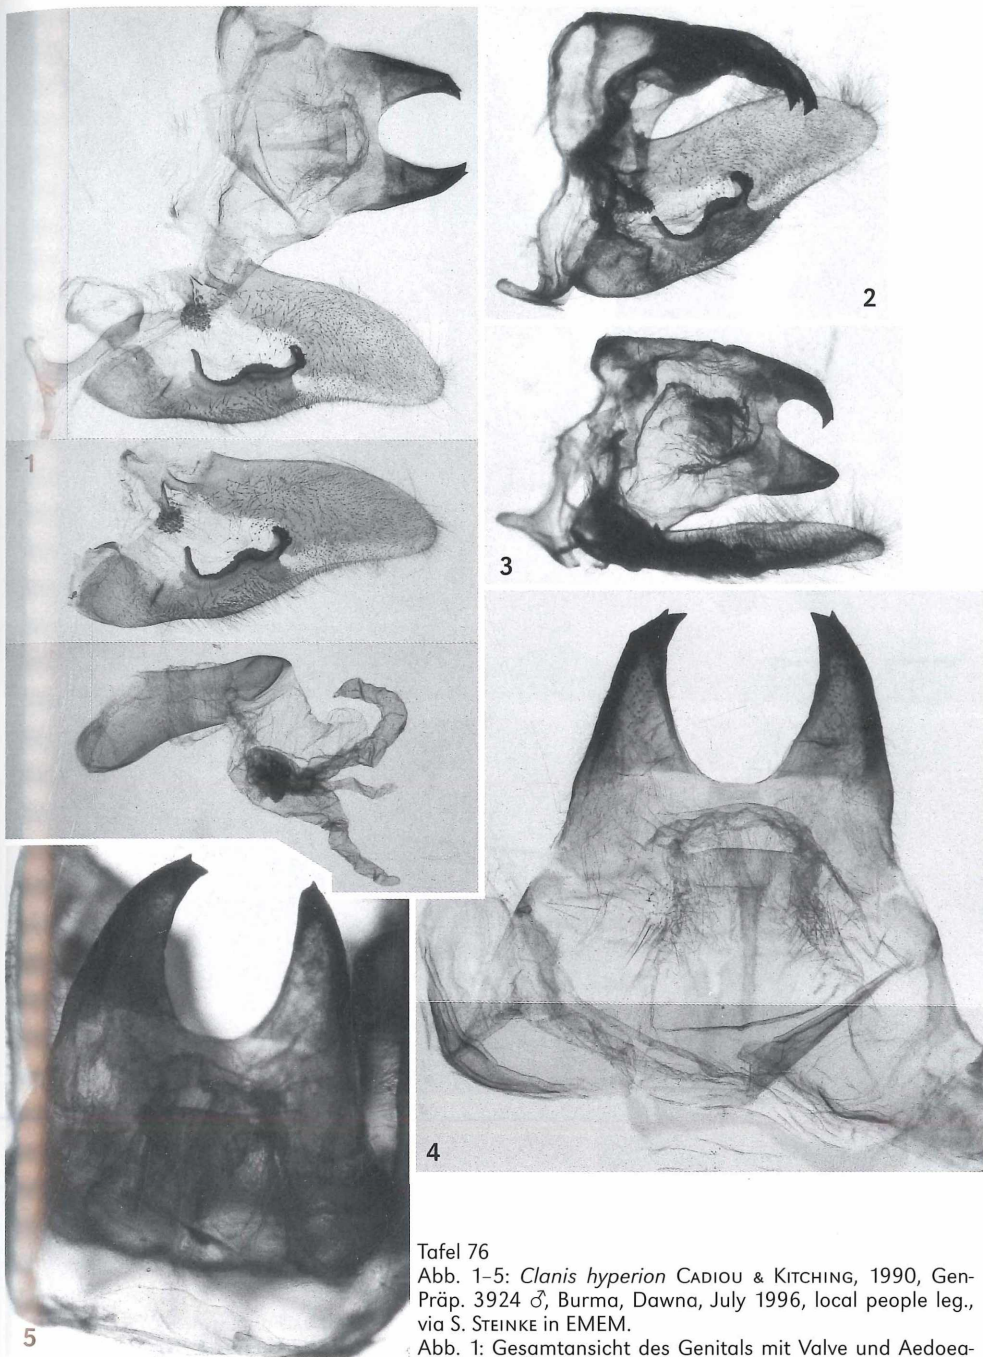 1
2
3
4
5
Tafel 76
Abb. 1–5: Clanis hyperion CADIOU & KITCHING, 1990, Gen-
Präp. 3924 ♂, Burma, Dawna, July 1996, local people leg.,
via S. STEINKE in EMEM.
Abb. 1: Gesamtansicht des Genitals mit Valve und Aedoea-